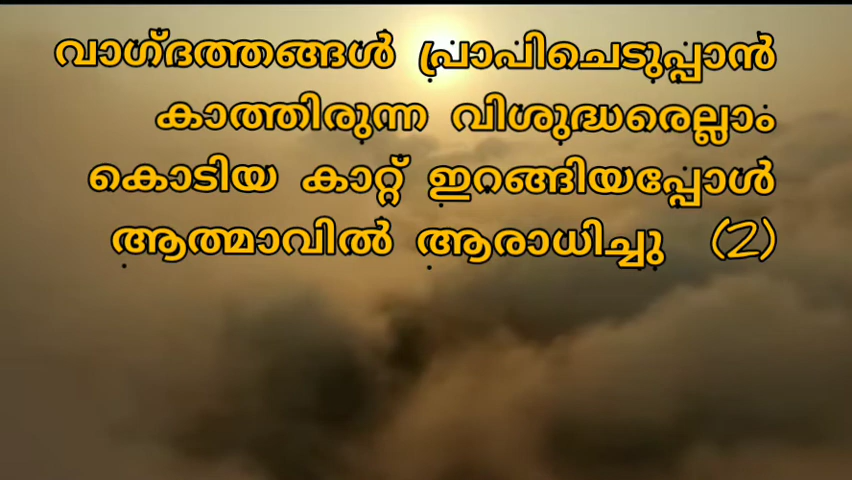 വാഗ്ദത്തങ്ങൾ പ്രാപിചെടുപ്പാൻ
കാത്തിരുന്ന വിശുദ്ധരെല്ലാം
കൊടിയ കാറ്റ് ഇറങ്ങിയപ്പോൾ
ആത്മാവിൽ ആരാധിച്ചു (2)